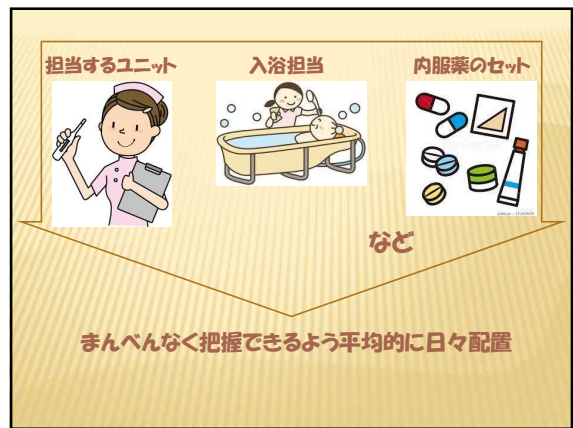 担当するユニット
入浴担当
内服薬のセット
など
まんべんなく把握できるよう平均的に日々配置